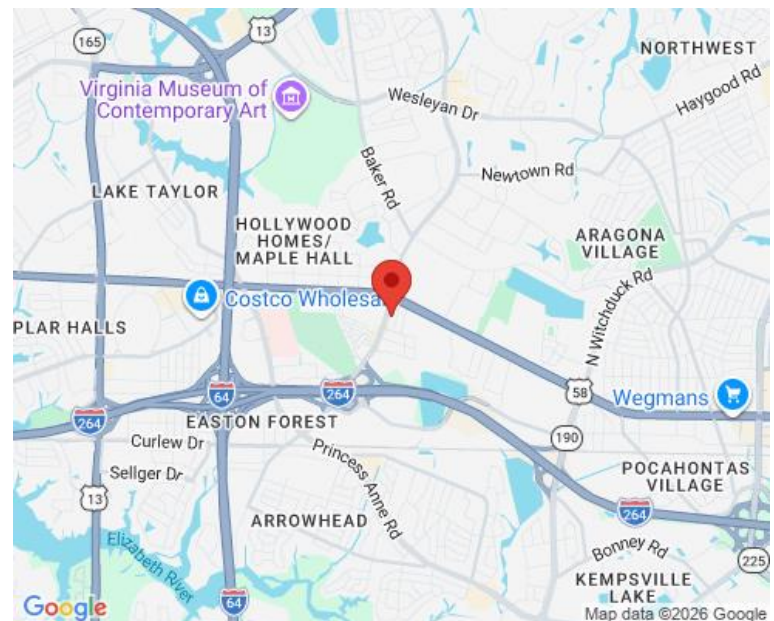 165
13
NORTHWEST
Haygood Rd
Virginia Museum of
Contemporary Art
Wesleyan Dr
Baker Rd
Newtown Rd
LAKE TAYLOR
HOLLYWOOD
HOMES/
MAPLE HALL
ARAGONA
VILLAGE
N Witchduck Rd
Costco Wholesa
PLAR HALLS
58
Wegmans
64
264
264
EASTON FOREST
190
Curlew Dr
Sellger Dr
13
Princess Anne Rd
POCAHONTAS
VILLAGE
264
ARROWHEAD
Elizabeth River
Bonney Rd
225
64
KEMPSVILLE
LAKE
Google
Map data ©2026 Google